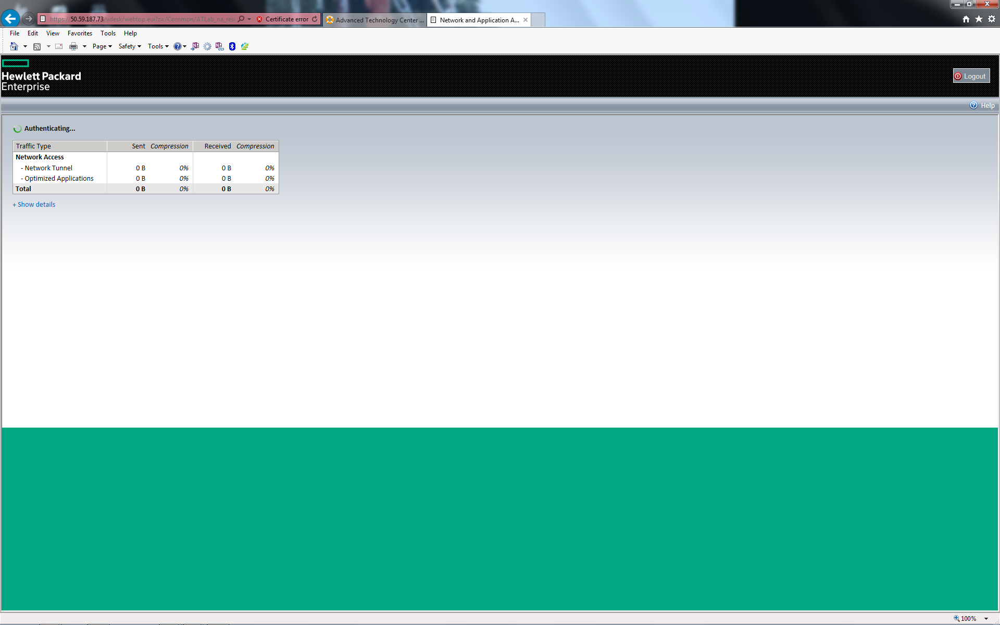 https://50.59.187.73/vdesk/webtop.eui?z=/Common/ATLab_na_res
Certificate error
Advanced Technology Center ...
Network and Application A...
File Edit View Favorites Tools Help
Page Safety Tools
Hewlett Packard
Enterprise
Logout
Help
Authenticating...
Traffic Type Sent Compression Received Compression
Network Access
- Network Tunnel 0 B 0% 0 B 0%
- Optimized Applications 0 B 0% 0 B 0%
Total 0 B 0% 0 B 0%
+ Show details
100%